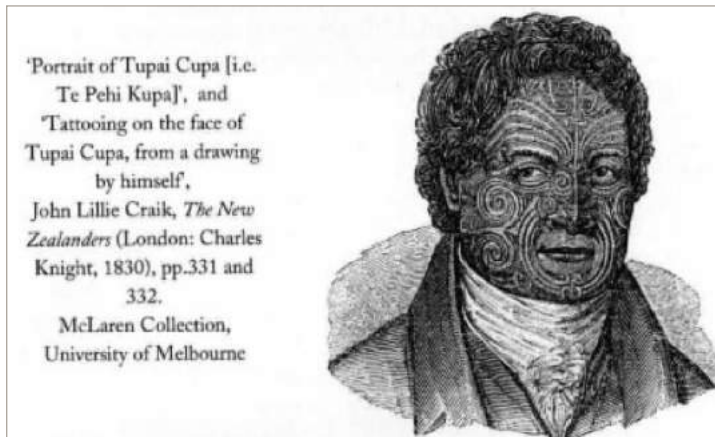 ‘Portrait of Tupai Cupa [i.e.
Te Pehi Kupa]’, and
‘Tattooing on the face of
Tupai Cupa, from a drawing
by himself’,
John Lillie Craik, The New
Zealanders (London: Charles
Knight, 1830), pp.331 and
332.
McLaren Collection,
University of Melbourne